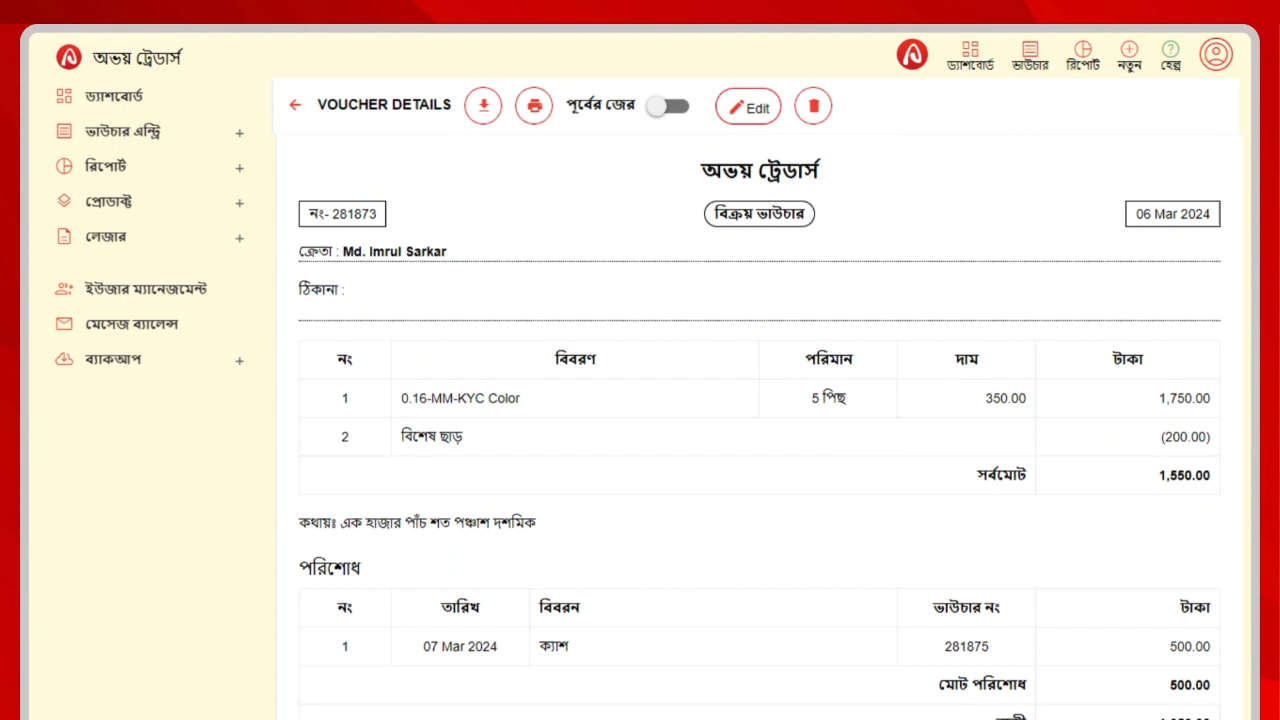 অভয় ট্রেডার্স
ড্যাশবোর্ড ভাউচার রিপোর্ট নতুন হেল্প
ড্যাশবোর্ড
ভাউচার এন্ট্রি +
রিপোর্ট +
প্রোডাক্ট +
লেজার +
ইউজার ম্যানেজমেন্ট
মেসেজ ব্যালেন্স
ব্যাকআপ +
VOUCHER DETAILS পূর্বের জের Edit
অভয় ট্রেডার্স
নং- 281873 বিক্রয় ভাউচার 06 Mar 2024
ক্রেতা : Md. Imrul Sarkar
ঠিকানা :
নং বিবরণ পরিমান দাম টাকা
1 0.16-MM-KYC Color 5 পিছ 350.00 1,750.00
2 বিশেষ ছাড় (200.00)
সর্বমোট 1,550.00
কথায়ঃ এক হাজার পাঁচ শত পঞ্চাশ দশমিক
পরিশোধ
নং তারিখ বিবরন ভাউচার নং টাকা
1 07 Mar 2024 ক্যাশ 281875 500.00
মোট পরিশোধ 500.00